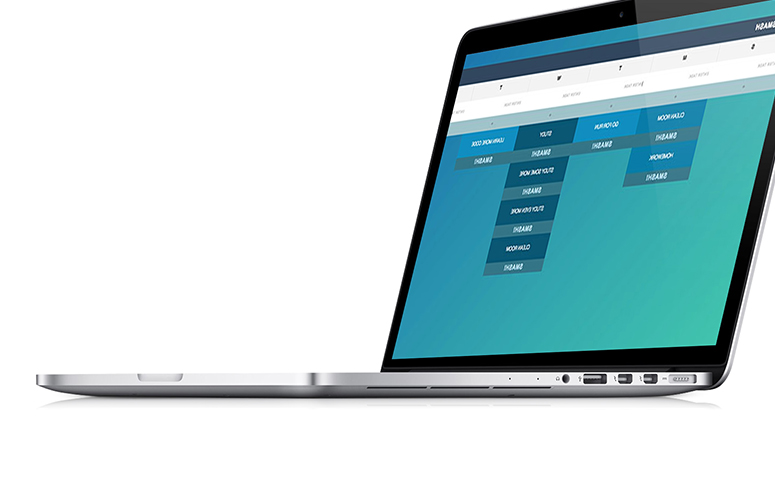 SMASH
T W T M S
LEARN MORE CODE STUDY GO FOR RUN CLEAN ROOM
SMASH! SMASH! SMASH! SMASH!
STUDY SOME MORE HOMEWORK
SMASH! SMASH!
STUDY EVEN MORE
SMASH!
CLEAN ROOM
SMASH!